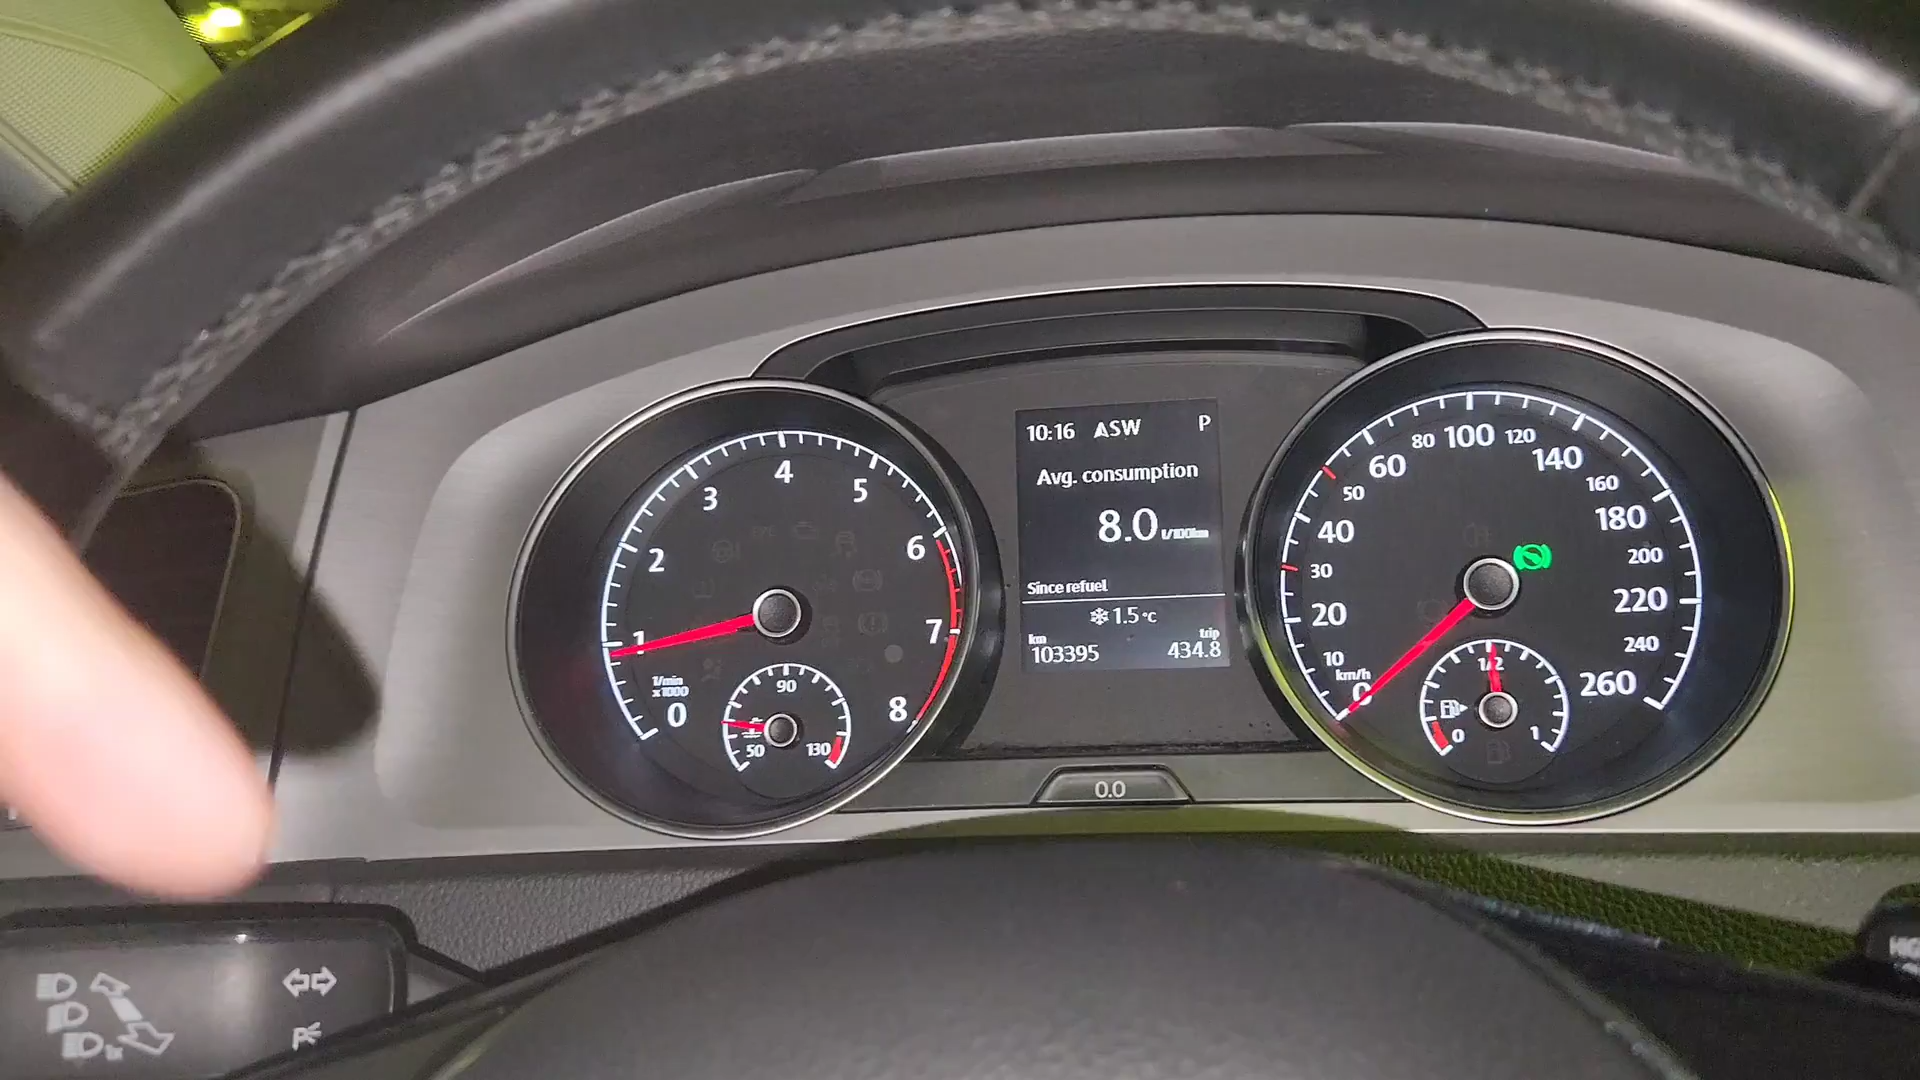 10:16 ASW P
Avg. consumption
8.0 l/100km
Since refuel
1.5 °C
km trip
103395 434.8
0 1 2 3 4 5 6 7 8
1/min
x1000
50 90 130
0 10 20 30 40 50 60 80 100 120 140 160 180 200 220 240 260
km/h
0 1/2 1
0.0
1x
P